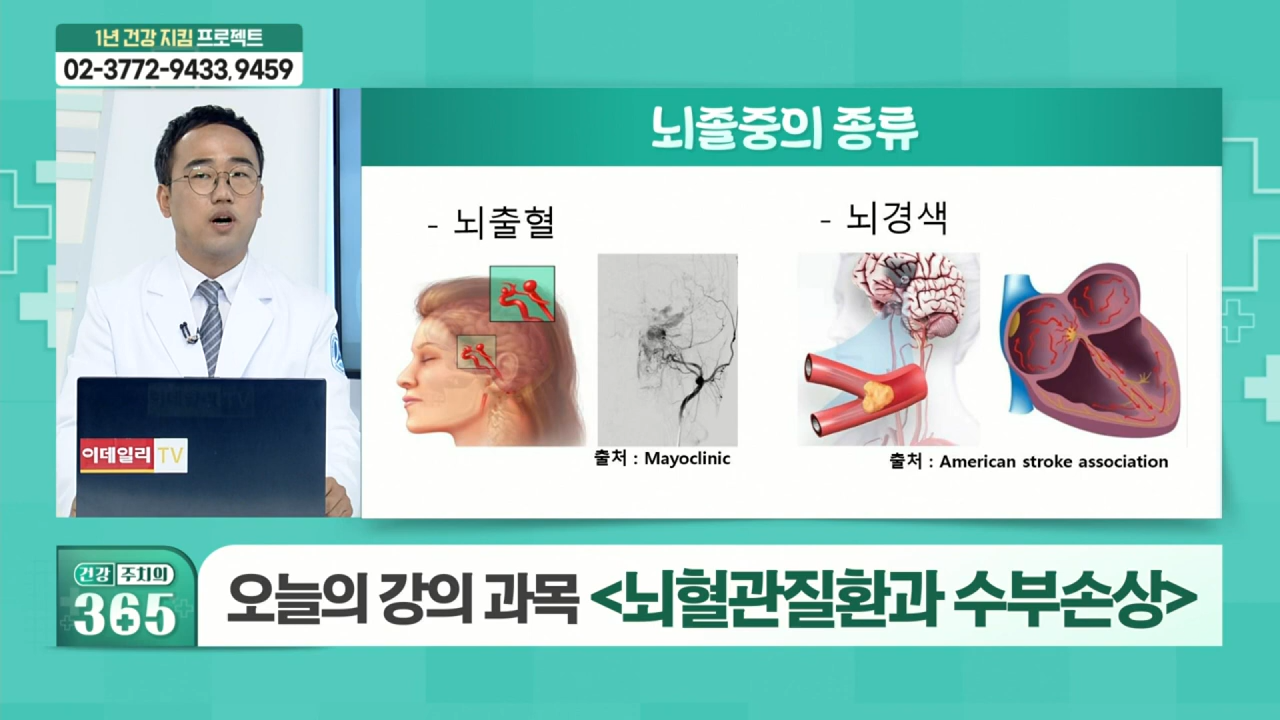 1년 건강 지킴 프로젝트
02-3772-9433, 9459
뇌졸중의 종류
- 뇌출혈
- 뇌경색
출처 : Mayoclinic
출처 : American stroke association
이데일리 TV
건강 주치의
365
오늘의 강의 과목 <뇌혈관질환과 수부손상>